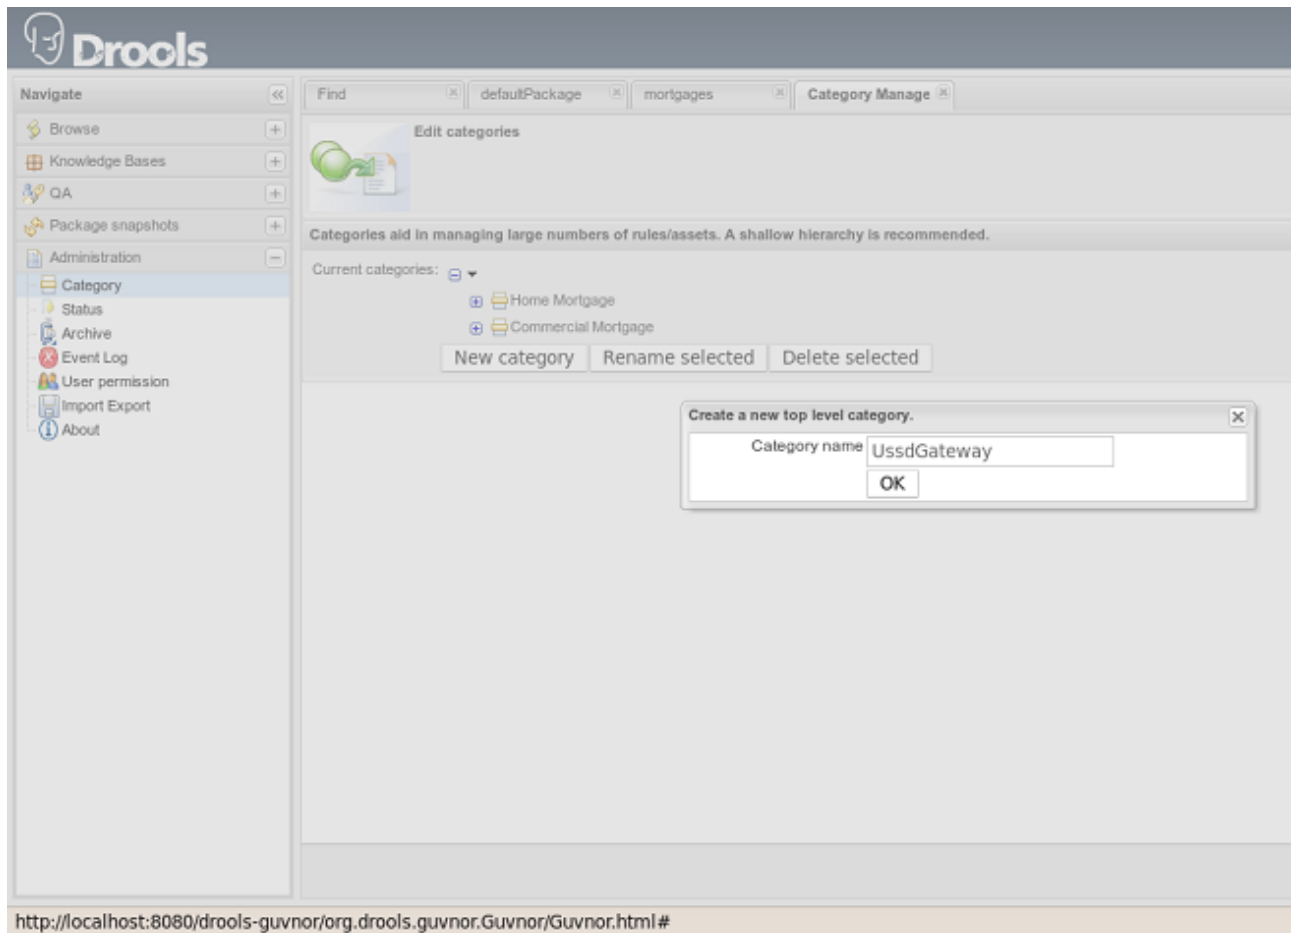 Drools
Navigate
Browse
Knowledge Bases
QA
Package snapshots
Administration
Category
Status
Archive
Event Log
User permission
Import Export
About
Find
defaultPackage
mortgages
Category Manage
Edit categories
Categories aid in managing large numbers of rules/assets. A shallow hierarchy is recommended.
Current categories:
Home Mortgage
Commercial Mortgage
New category Rename selected Delete selected
Create a new top level category.
Category name UssdGateway
OK
http://localhost:8080/drools-guvnor/org.drools.guvnor.Guvnor/Guvnor.html#